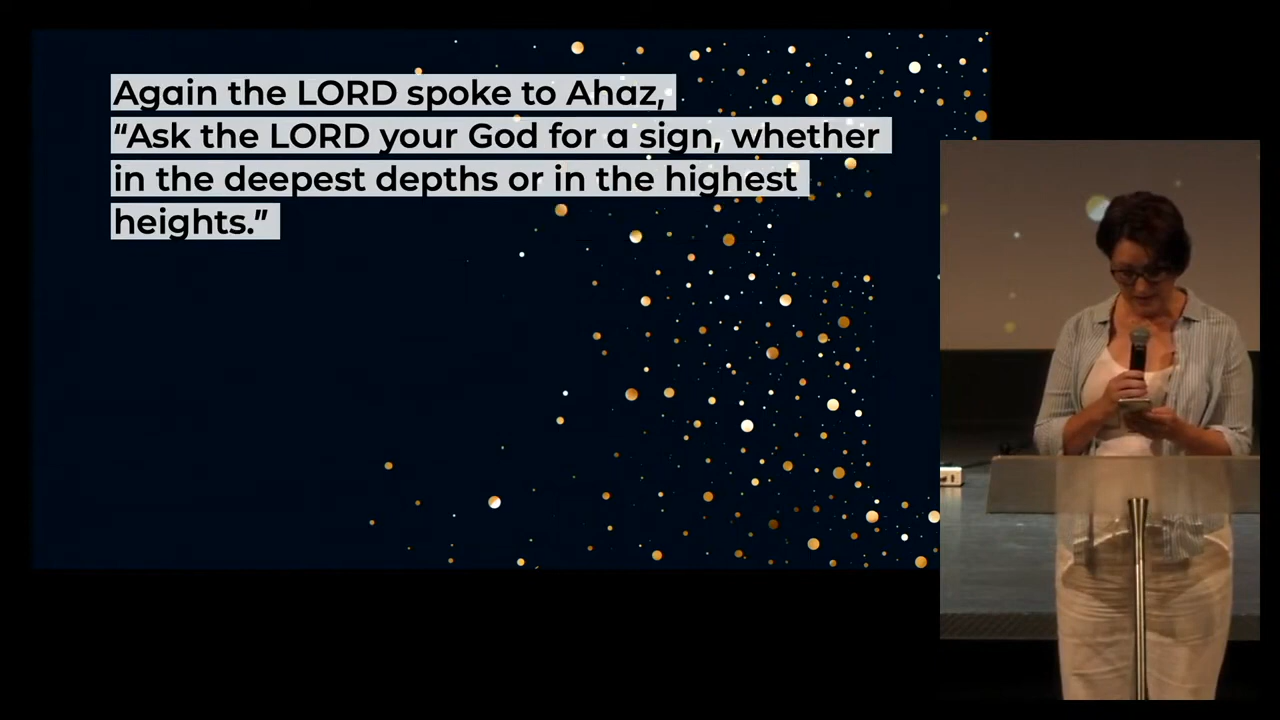 Again the LORD spoke to Ahaz,
“Ask the LORD your God for a sign, whether
in the deepest depths or in the highest
heights.”